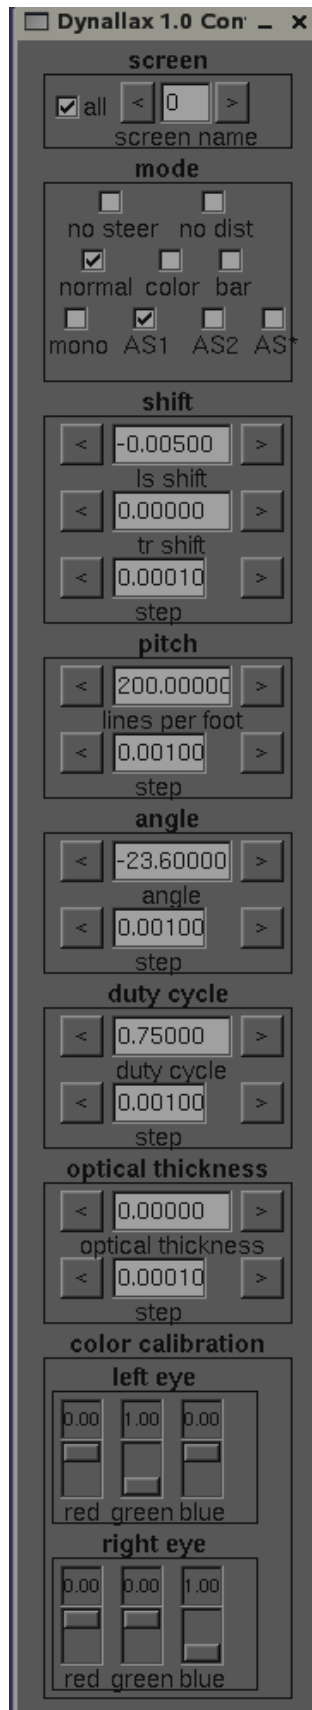 Dynallax 1.0 Con
screen
all < 0 >
screen name
mode
no steer no dist
normal color bar
mono AS1 AS2 AS*
shift
< -0.00500 >
ls shift
< 0.00000 >
tr shift
< 0.00010 >
step
pitch
< 200.00000 >
lines per foot
< 0.00100 >
step
angle
< -23.60000 >
angle
< 0.00100 >
step
duty cycle
< 0.75000 >
duty cycle
< 0.00100 >
step
optical thickness
< 0.00000 >
optical thickness
< 0.00010 >
step
color calibration
left eye
0.00 1.00 0.00
red green blue
right eye
0.00 0.00 1.00
red green blue